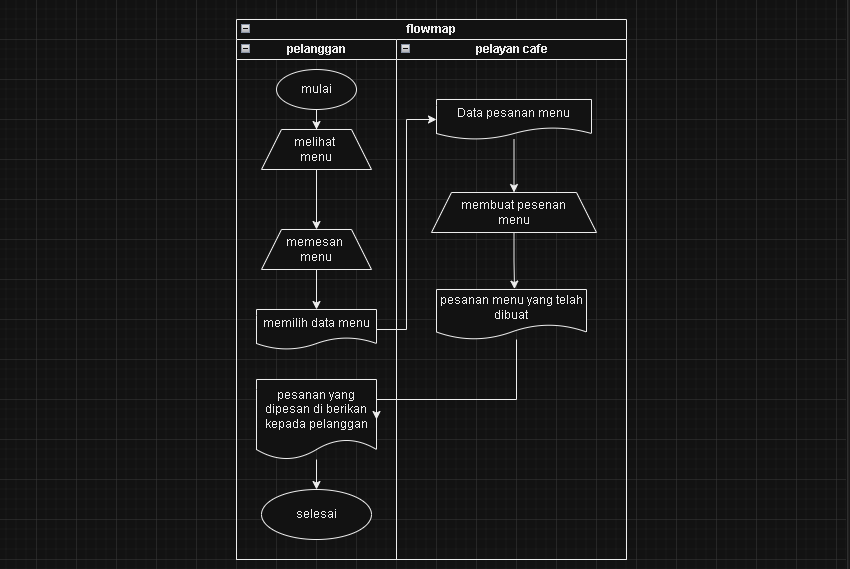 flowmap
pelanggan
pelayan cafe
mulai
melihat
menu
memesan
menu
memilih data menu
Data pesanan menu
membuat pesenan
menu
pesanan menu yang telah
dibuat
pesanan yang
dipesan di berikan
kepada pelanggan
selesai